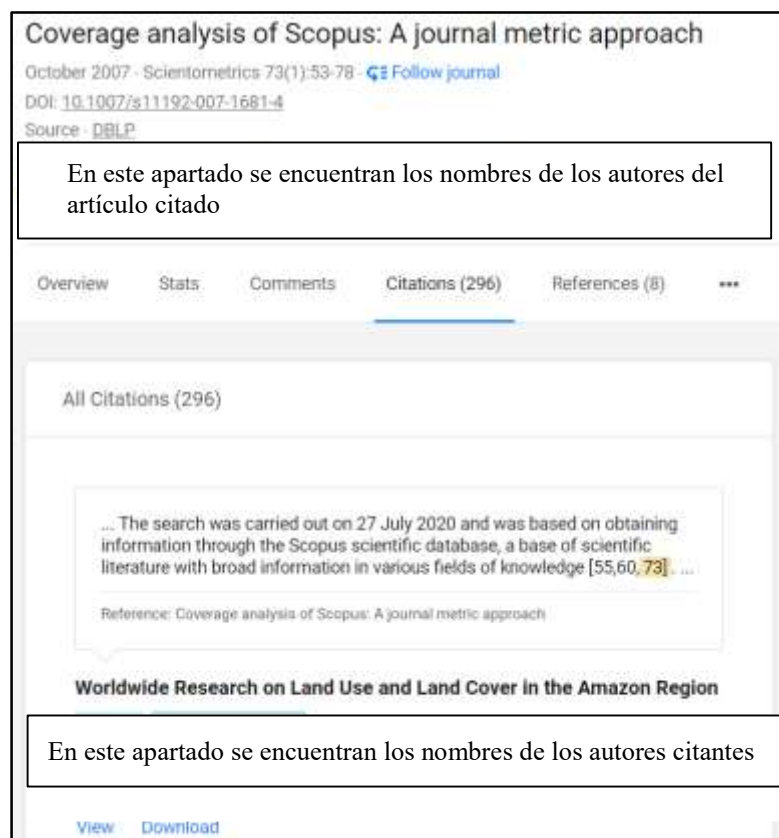 Coverage analysis of Scopus: A journal metric approach
October 2007 · Scientometrics 73(1):53-78 · Follow journal
DOI: 10.1007/s11192-007-1681-4
Source · DBLP
En este apartado se encuentran los nombres de los autores del
artículo citado
Overview Stats Comments Citations (296) References (8) •••
All Citations (296)
... The search was carried out on 27 July 2020 and was based on obtaining
information through the Scopus scientific database, a base of scientific
literature with broad information in various fields of knowledge [55,60, 73] . ...
Reference: Coverage analysis of Scopus: A journal metric approach
Worldwide Research on Land Use and Land Cover in the Amazon Region
En este apartado se encuentran los nombres de los autores citantes
View Download